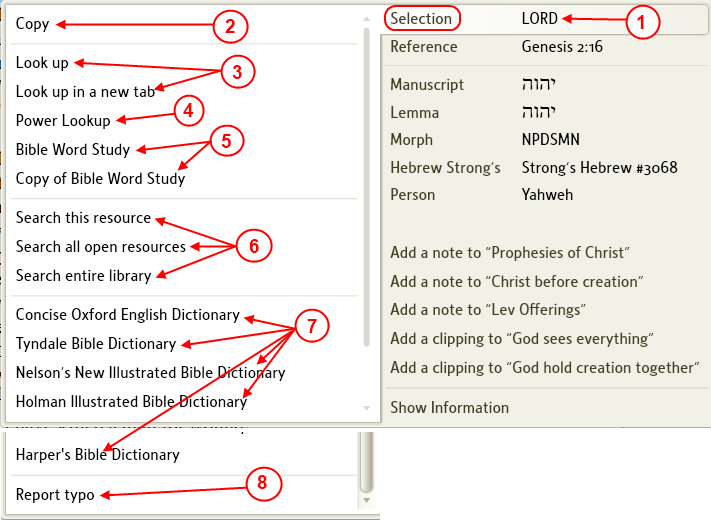 Copy
2
Look up
3
Look up in a new tab
Power Lookup
4
Bible Word Study
5
Copy of Bible Word Study
Search this resource
Search all open resources
6
Search entire library
Concise Oxford English Dictionary
7
Tyndale Bible Dictionary
Nelson's New Illustrated Bible Dictionary
Holman Illustrated Bible Dictionary
Harper's Bible Dictionary
Report typo
8
Selection LORD
1
Reference Genesis 2:16
Manuscript יהוה
Lemma יהוה
Morph NPDSMN
Hebrew Strong's Strong's Hebrew #3068
Person Yahweh
Add a note to “Prophesies of Christ”
Add a note to “Christ before creation”
Add a note to “Lev Offerings”
Add a clipping to “God sees everything”
Add a clipping to “God hold creation together”
Show Information